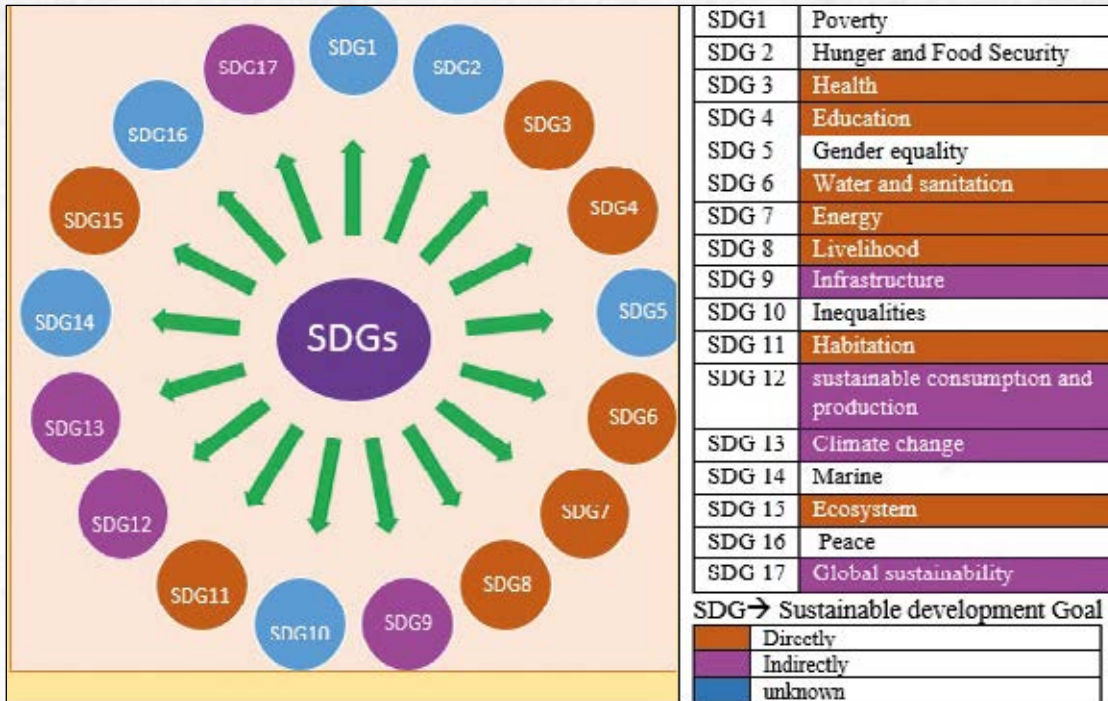 SDG1
SDG2
SDG3
SDG4
SDG5
SDG6
SDG7
SDG8
SDG9
SDG10
SDG11
SDG12
SDG13
SDG14
SDG15
SDG16
SDG17
SDGs
SDG1 Poverty
SDG 2 Hunger and Food Security
SDG 3 Health
SDG 4 Education
SDG 5 Gender equality
SDG 6 Water and sanitation
SDG 7 Energy
SDG 8 Livelihood
SDG 9 Infrastructure
SDG 10 Inequalities
SDG 11 Habitation
SDG 12 sustainable consumption and
production
SDG 13 Climate change
SDG 14 Marine
SDG 15 Ecosystem
SDG 16 Peace
SDG 17 Global sustainability
SDG→ Sustainable development Goal
Directly
Indirectly
unknown